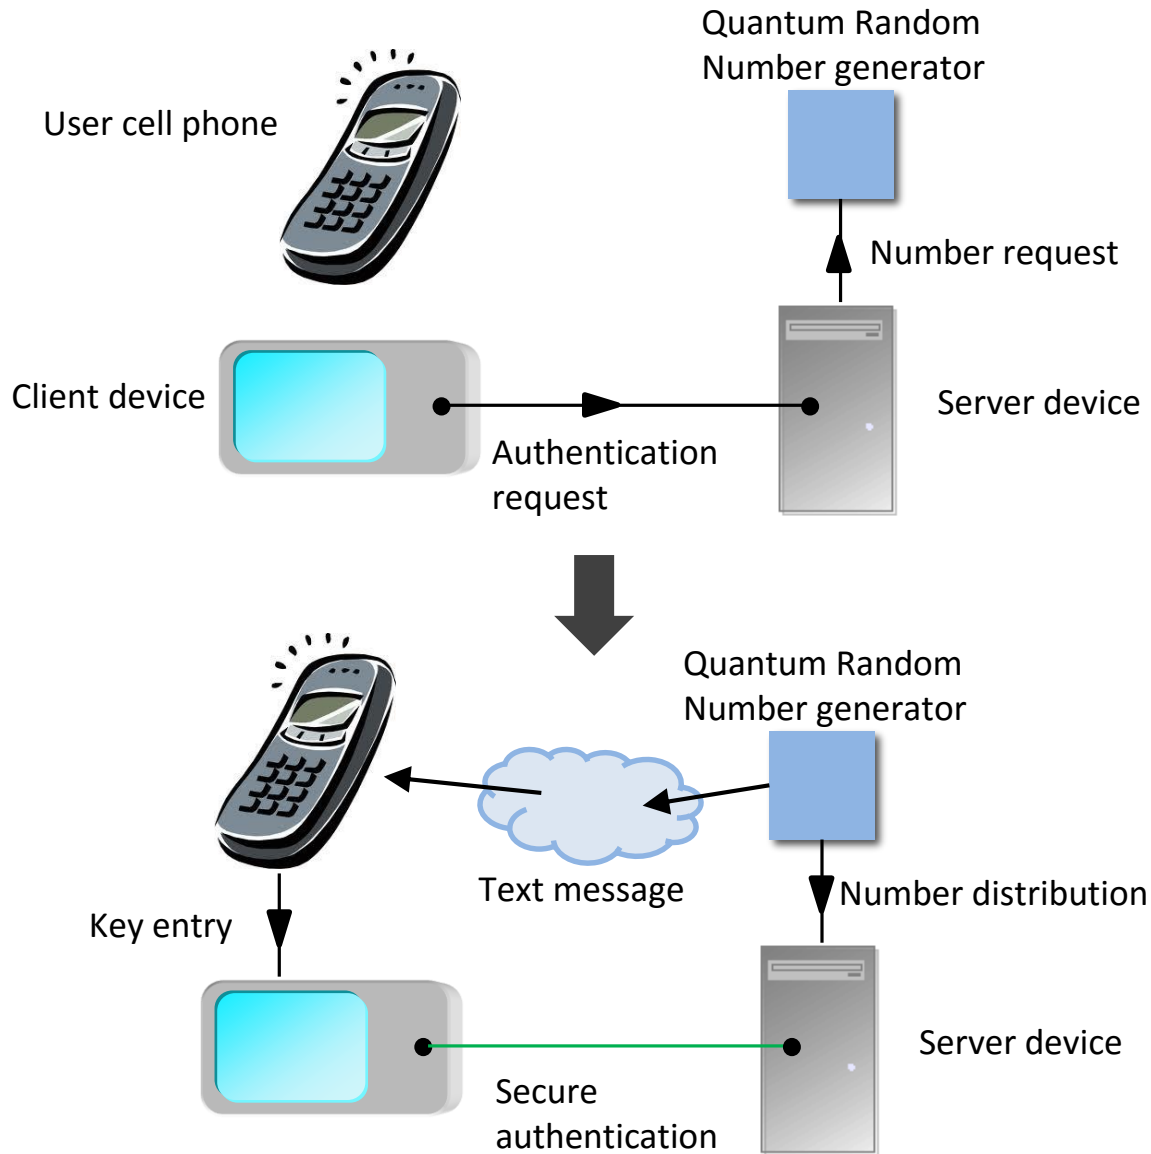 Quantum Random
Number generator
User cell phone
Number request
Client device
Server device
Authentication
request
Quantum Random
Number generator
Text message
Number distribution
Key entry
Server device
Secure
authentication